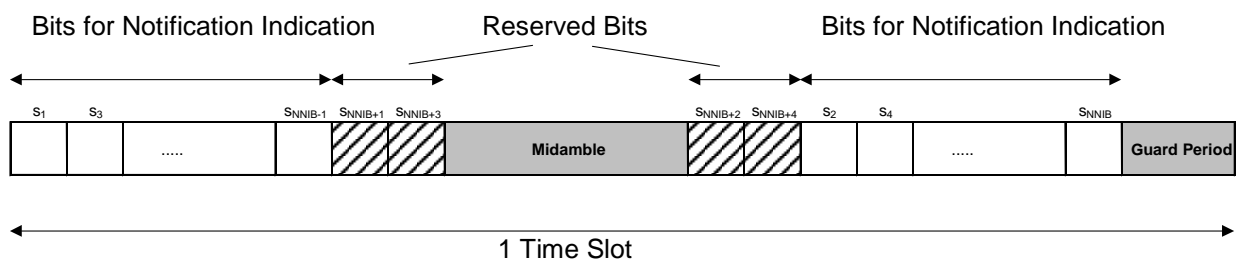 Bits for Notification Indication Reserved Bits Bits for Notification Indication
s1 s3 sNNIB-1 sNNIB+1 sNNIB+3 sNNIB+2 sNNIB+4 s2 s4 sNNIB
..... Midamble ..... Guard Period
1 Time Slot